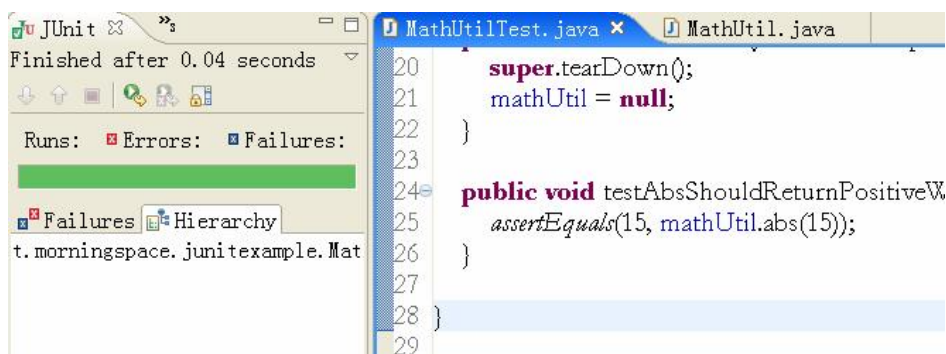 JUnit
Finished after 0.04 seconds
Runs:   Errors:   Failures:
Failures Hierarchy
t.morningspace.junitexample.Mat
MathUtilTest.java   MathUtil.java
20 super.tearDown();
21 mathUtil = null;
22 }
23
24 public void testAbsShouldReturnPositiveW
25 assertEquals(15, mathUtil.abs(15));
26 }
27
28 }
29